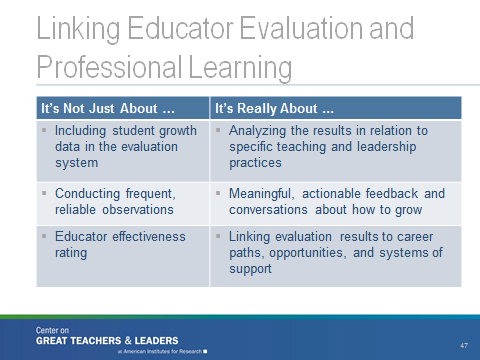 Linking Educator Evaluation and
Professional Learning
It's Not Just About …
It's Really About …
▪ Including student growth
data in the evaluation
system
▪ Analyzing the results in relation to
specific teaching and leadership
practices
▪ Conducting frequent,
reliable observations
▪ Meaningful, actionable feedback and
conversations about how to grow
▪ Educator effectiveness
rating
▪ Linking evaluation results to career
paths, opportunities, and systems of
support
Center on
GREAT TEACHERS & LEADERS
at American Institutes for Research ■
47